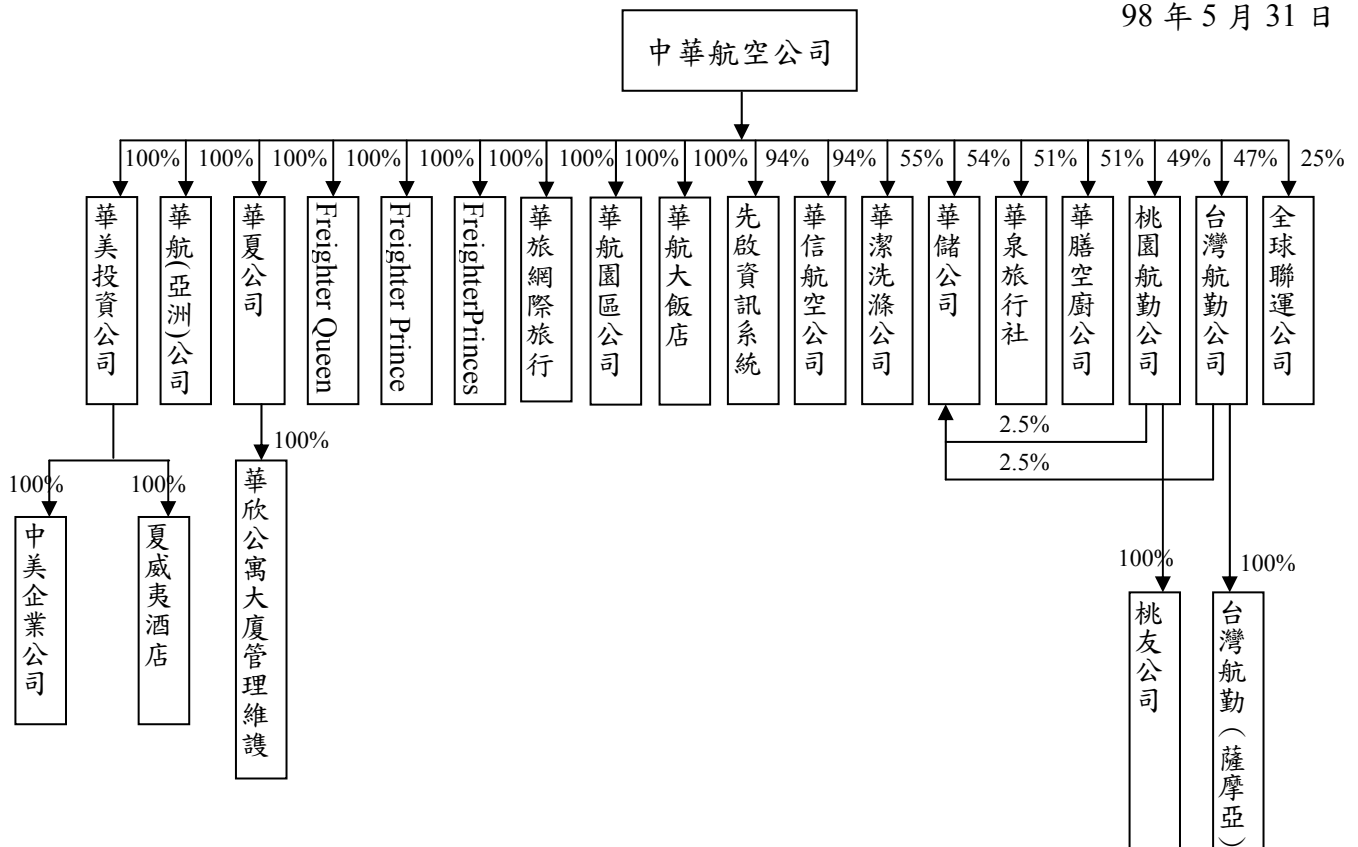 98 年 5 月 31 日
中華航空公司
100% 100% 100% 100% 100% 100% 100% 100% 100% 94% 94% 55% 54% 51% 51% 49% 47% 25%
華美投資公司
華航(亞洲)公司
華夏公司
Freighter Queen
Freighter Prince
FreighterPrinces
華旅網際旅行
華航園區公司
華航大飯店
先啟資訊系統
華信航空公司
華潔洗滌公司
華儲公司
華泉旅行社
華膳空廚公司
桃園航勤公司
台灣航勤公司
全球聯運公司
2.5%
2.5%
100%
100%
100%
中美企業公司
夏威夷酒店
華欣公寓大廈管理維護
100%
100%
桃友公司
台灣航勤(薩摩亞)